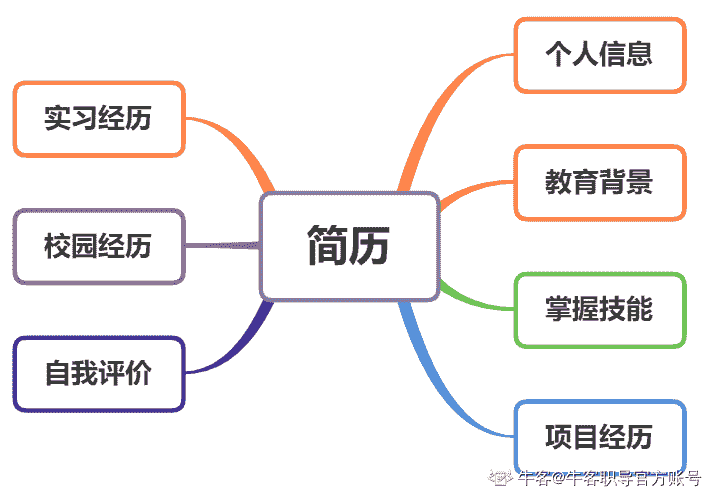 个人信息
实习经历
教育背景
校园经历
简历
掌握技能
自我评价
项目经历
牛客@牛客职导官方账号